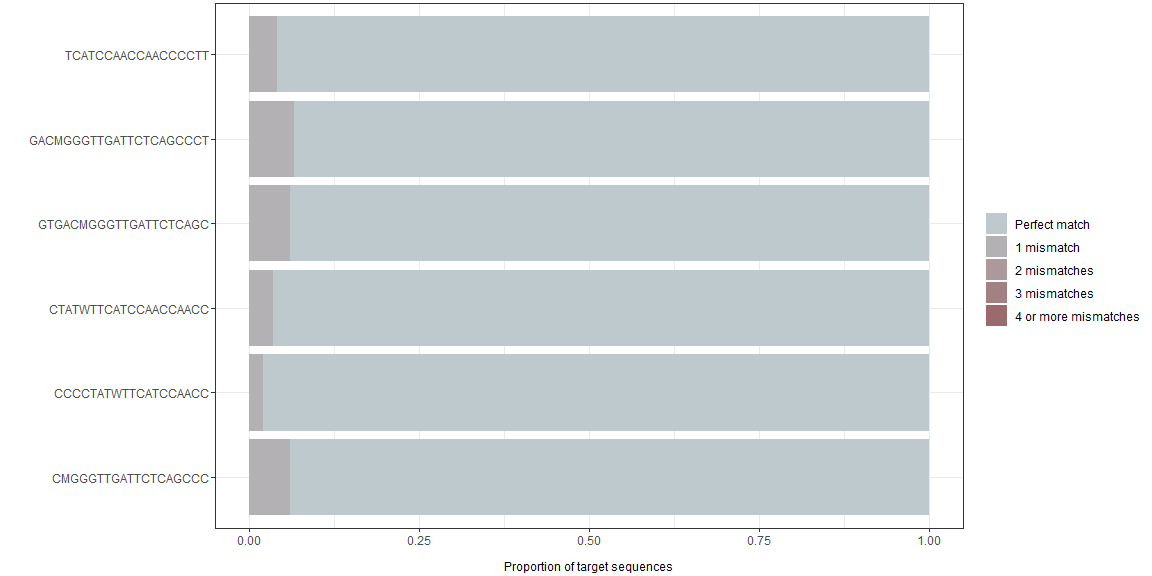 TCATCCAACCAACCCCTT
GACMGGGTTGATTCTCAGCCCT
GTGACMGGGTTGATTCTCAGC
CTATWTTCATCCAACCAACC
CCCCTATWTTCATCCAACC
CMGGGTTGATTCTCAGCCC
0.00 0.25 0.50 0.75 1.00
Proportion of target sequences
Perfect match
1 mismatch
2 mismatches
3 mismatches
4 or more mismatches